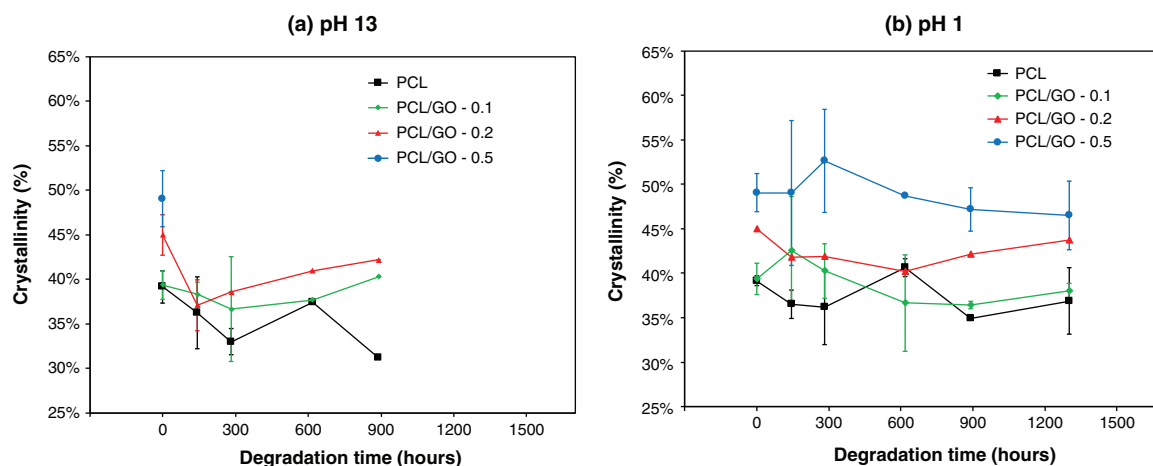 (a) pH 13
65%
60%
55%
50%
45%
40%
35%
30%
25%
Crystallinity (%)
PCL
PCL/GO - 0.1
PCL/GO - 0.2
PCL/GO - 0.5
0 300 600 900 1200 1500
Degradation time (hours)
(b) pH 1
65%
60%
55%
50%
45%
40%
35%
30%
25%
Crystallinity (%)
PCL
PCL/GO - 0.1
PCL/GO - 0.2
PCL/GO - 0.5
0 300 600 900 1200 1500
Degradation time (hours)